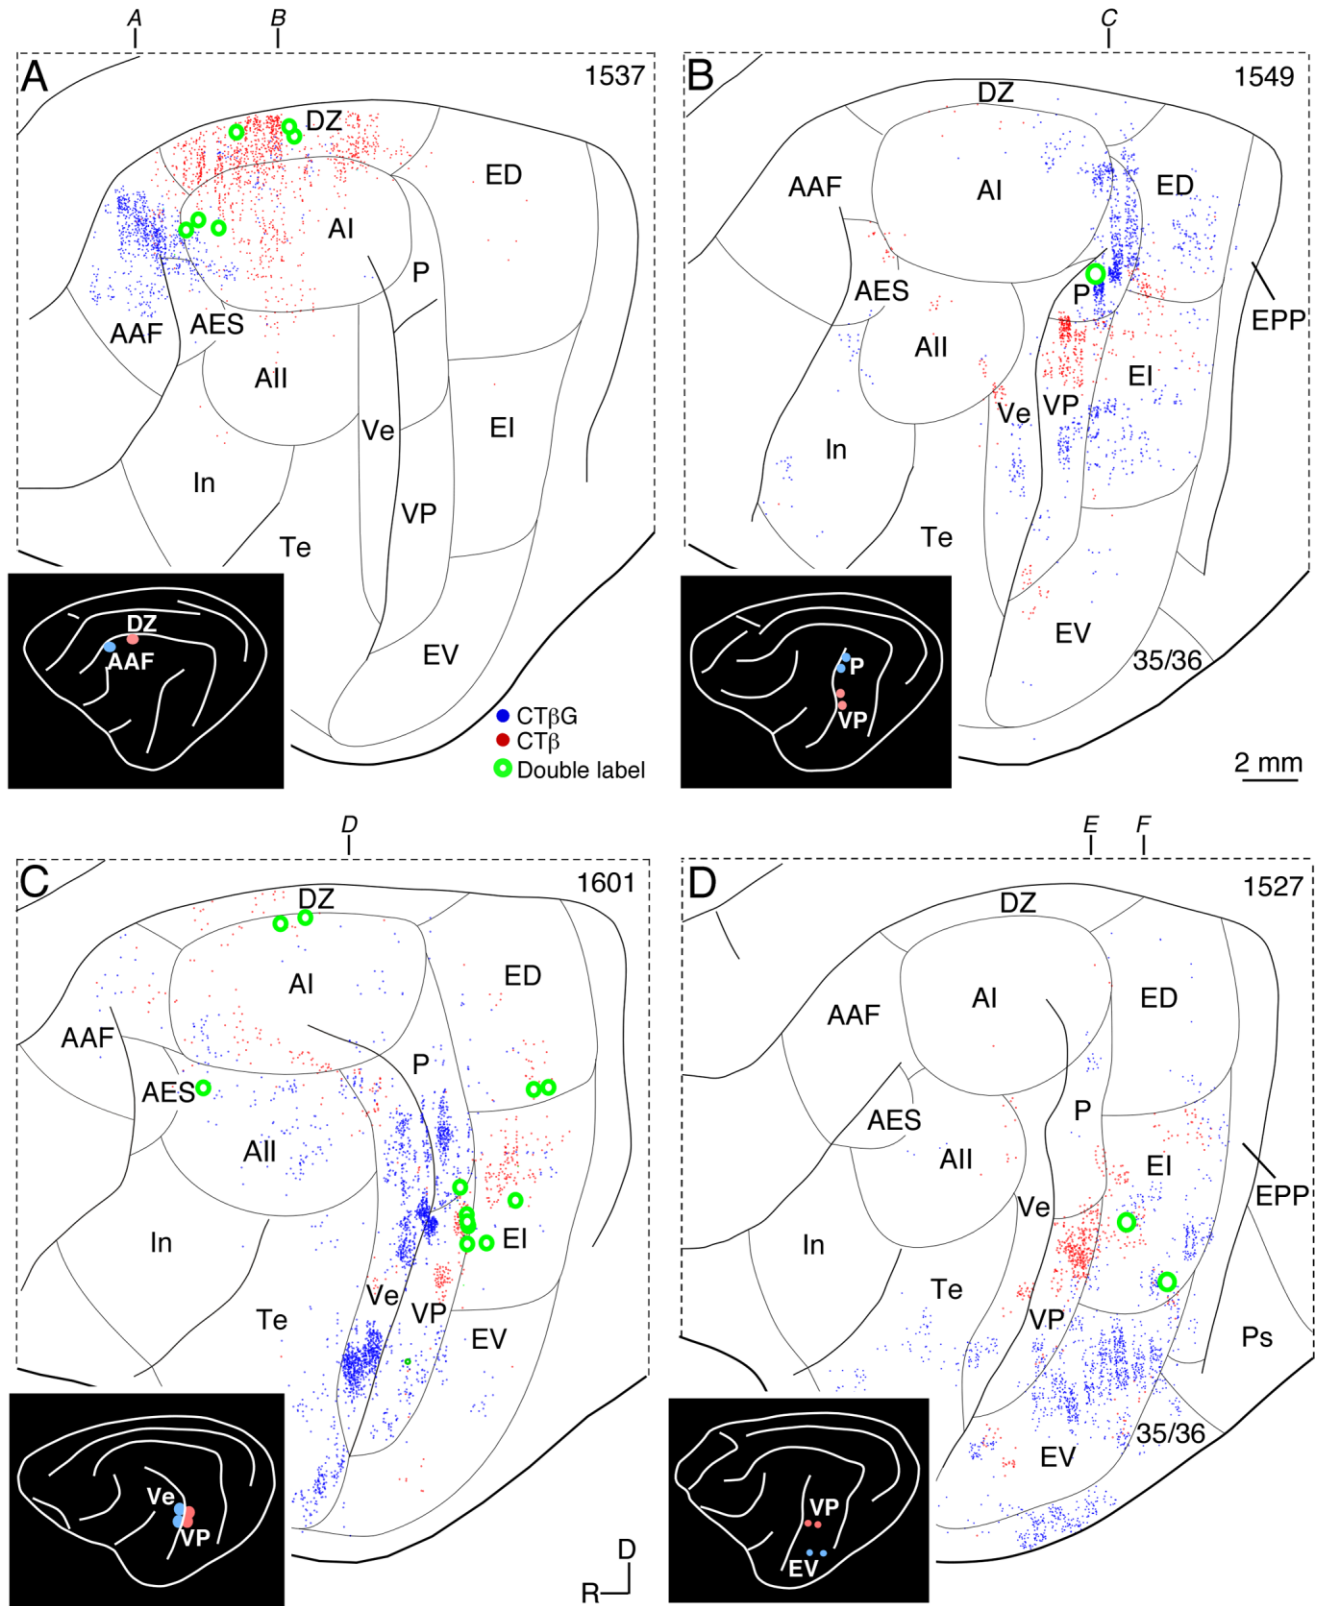 A B
A 1537
DZ
ED
AI
P
AAF AES
AII
Ve EI
In
VP
Te
EV
DZ
AAF
CTβG
CTβ
Double label
C
B 1549
DZ
AAF AI ED
AES P
EPP
AII
EI
Ve VP
In
Te
EV
35/36
P
VP
2 mm
D
C 1601
DZ
AI ED
AAF
P
AES
AII
In EI
Ve
Te VP
EV
Ve
VP
D
R
E F
D 1527
DZ
AAF AI ED
AES P
AII EI
EPP
Ve
In
Te
VP Ps
EV 35/36
VP
EV